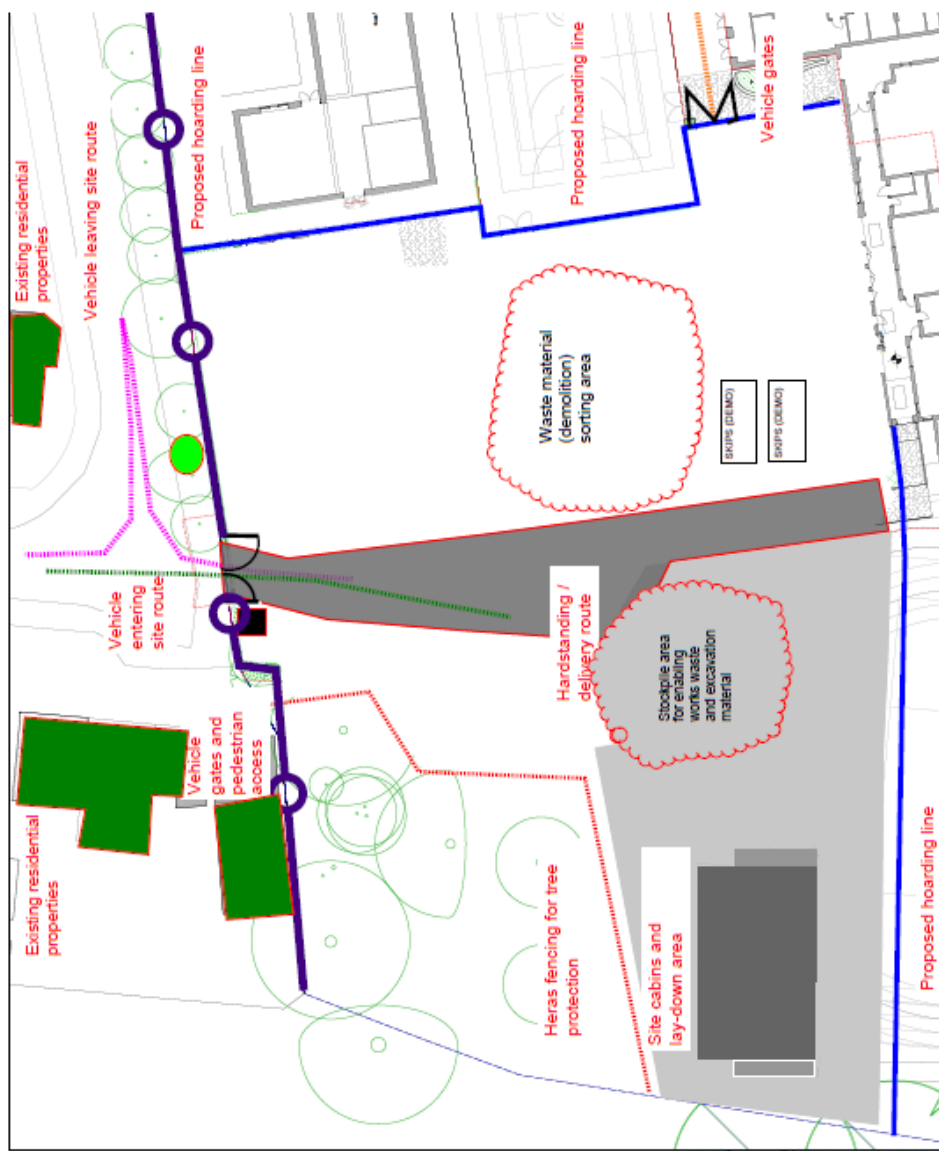 Existing residential
properties
Vehicle leaving site route
Proposed hoarding line
Proposed hoarding line
Vehicle gates
Waste material
(demolition)
sorting area
SKIPS (DEMO)
SKIPS (DEMO)
Vehicle
entering
site route
Hardstanding /
delivery route
Stockpile area
for enabling
works waste
and excavation
material
Existing residential
properties
Vehicle
gates and
pedestrian
access
Heras fencing for tree
protection
Site cabins and
lay-down area
Proposed hoarding line